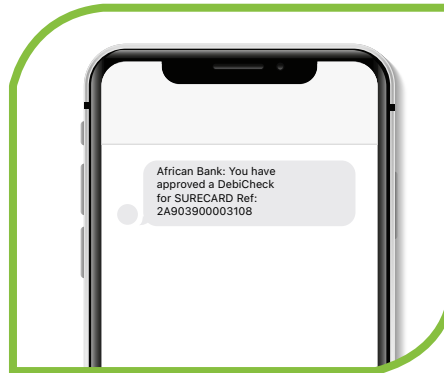 African Bank: You have
approved a DebiCheck
for SURECARD Ref:
2A903900003108